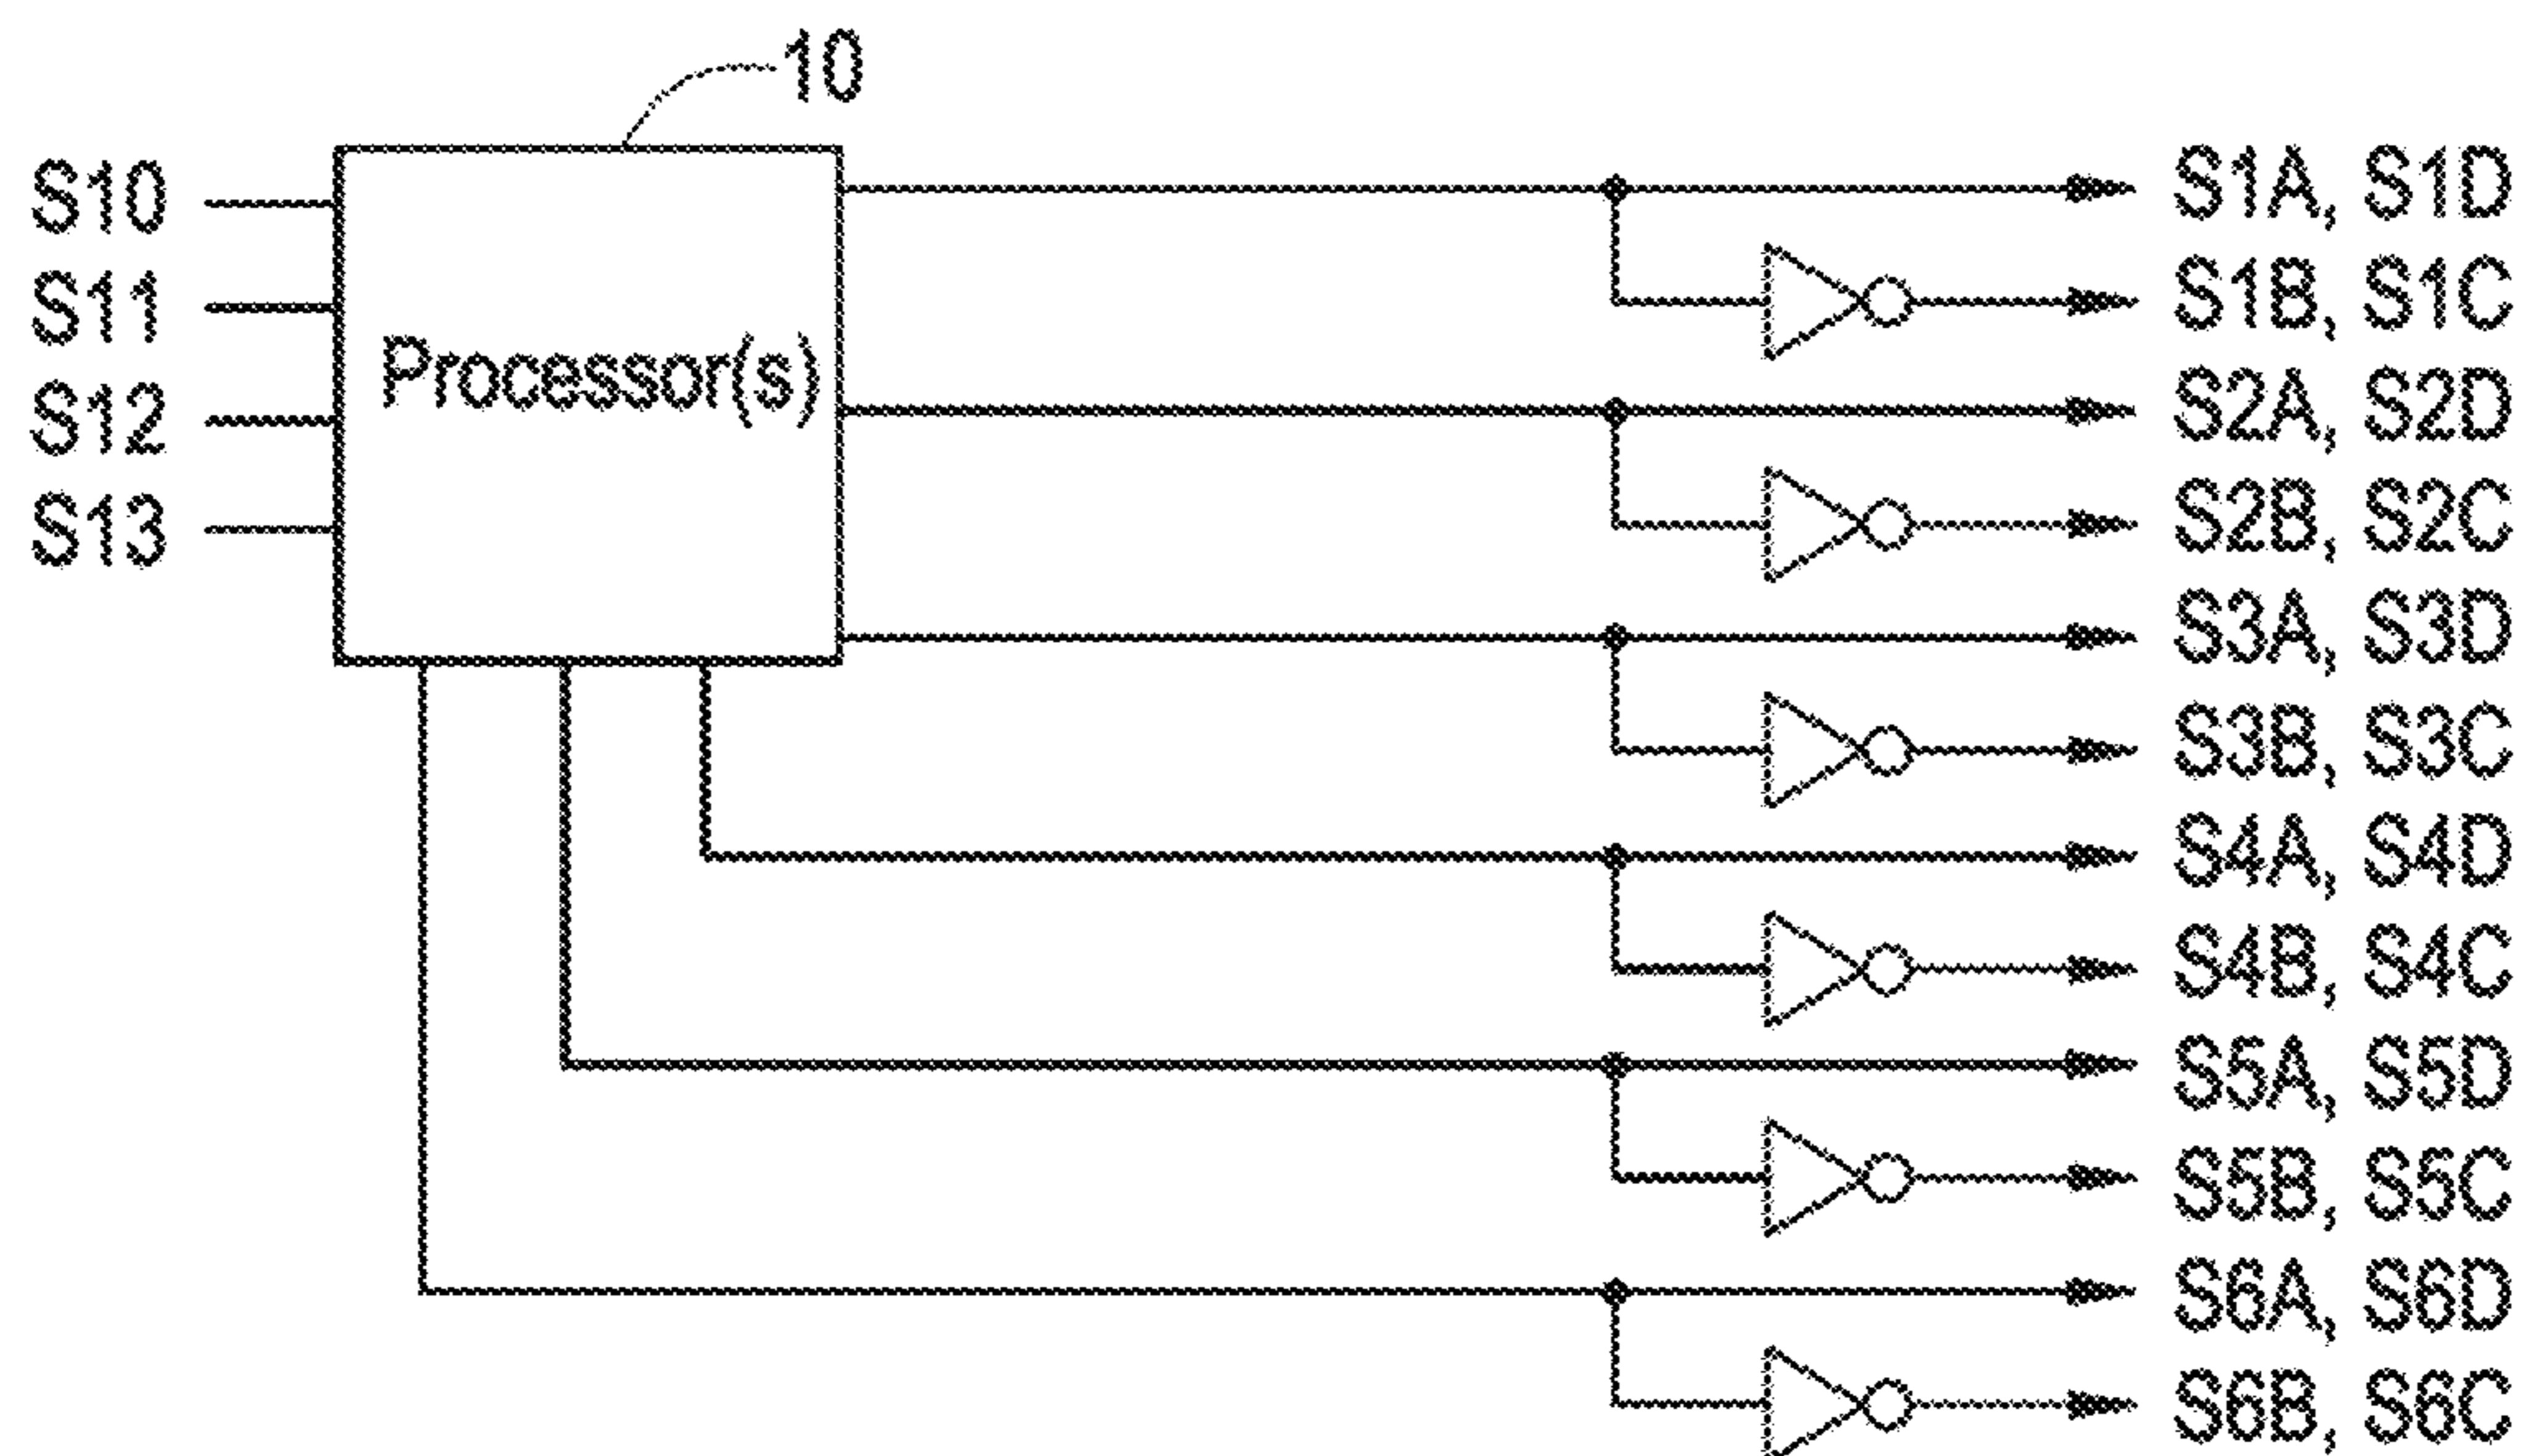 10
S10
S11
S12
S13
Processor(s)
S1A, S1D
S1B, S1C
S2A, S2D
S2B, S2C
S3A, S3D
S3B, S3C
S4A, S4D
S4B, S4C
S5A, S5D
S5B, S5C
S6A, S6D
S6B, S6C